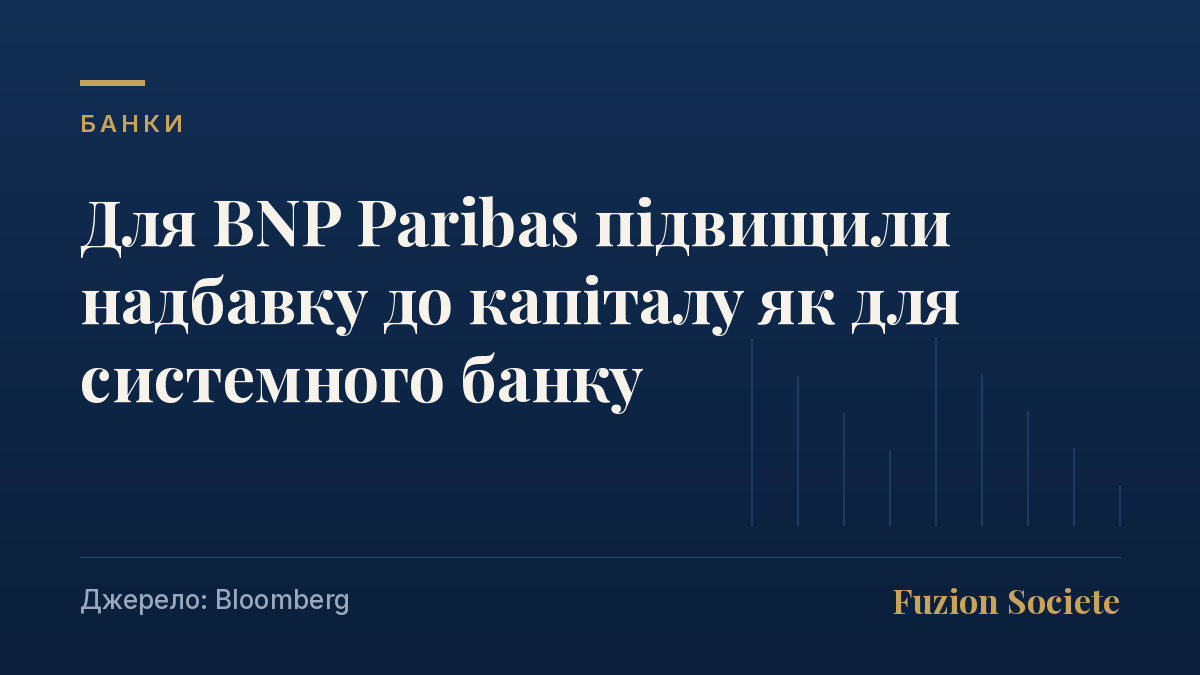 БАНКИ
Для BNP Paribas підвищили
надбавку до капіталу як для
системного банку
Джерело: Bloomberg
Fuzion Societe